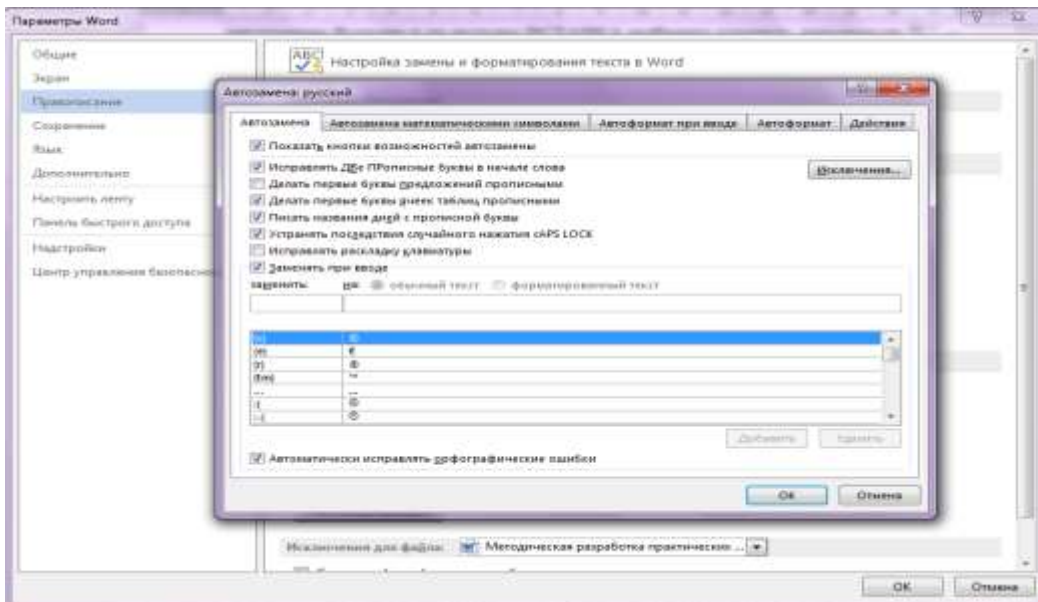 Параметры Word
Общие
Экран
Правописание
Сохранение
Язык
Дополнительно
Настроить ленту
Панель быстрого доступа
Надстройки
Центр управления безопаснос
Настройка замены и форматирования текста в Word
Автозамена: русский
Автозамена
Автозамена математическими символами
Автоформат при вводе
Автоформат
Действия
Показать кнопки возможностей автозамены
Исправлять ДВе ПРописные буквы в начале слова
Исключения...
Делать первые буквы предложений прописными
Делать первые буквы ячеек таблиц прописными
Писать названия дней с прописной буквы
Устранять последствия случайного нажатия cAPS LOCK
Исправлять раскладку клавиатуры
Заменять при вводе
заменить:
на:
обычный текст
форматированный текст
(c) ©
(e) €
(r) ®
(tm) ™
... ...
Добавить
Удалить
Автоматически исправлять орфографические ошибки
ОК
Отмена
Исключения для файла:
Методическая разработка практических ...
ОК
Отмена